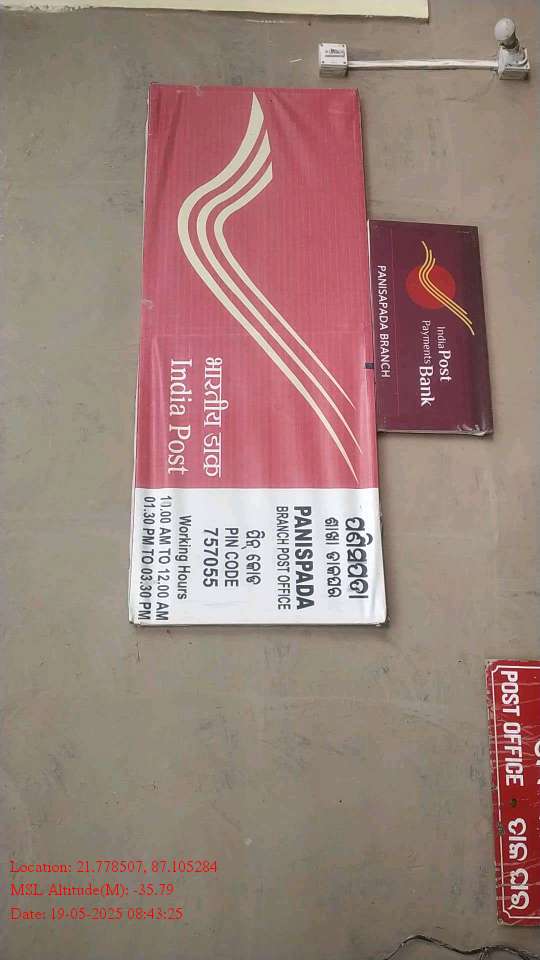 भारतीय डाक
India Post
ପାଣିସପଡା
ଶାଖା ଡାକଘର
PANISPADA
BRANCH POST OFFICE
ପିନ୍ କୋଡ
PIN CODE
757055
Working Hours
10.00 AM TO 12.00 AM
01.30 PM TO 03.30 PM
India Post
Payments Bank
PANISAPADA BRANCH
POST OFFICE
ଡାକ ଘର
Location: 21.778507, 87.105284
MSL Altitude(M): -35.79
Date: 19-05-2025 08:43:25